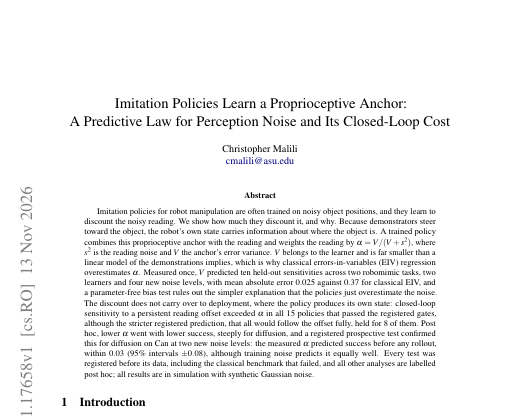 Imitation Policies Learn a Proprioceptive Anchor:
A Predictive Law for Perception Noise and Its Closed-Loop Cost
Christopher Malili
cmalili@asu.edu
Abstract
Imitation policies for robot manipulation are often trained on noisy object positions, and they learn to
discount the noisy reading. We show how much they discount it, and why. Because demonstrators steer
toward the object, the robot's own state carries information about where the object is. A trained policy
combines this proprioceptive anchor with the reading and weights the reading by α = V/(V + s²), where
s² is the reading noise and V the anchor's error variance. V belongs to the learner and is far smaller than a
linear model of the demonstrations implies, which is why classical errors-in-variables (EIV) regression
overestimates α. Measured once, V predicted ten held-out sensitivities across two robomimic tasks, two
learners and four new noise levels, with mean absolute error 0.025 against 0.37 for classical EIV, and
a parameter-free bias test rules out the simple explanation that the policies just overestimate the noise.
The discount does not carry over to deployment, where the policy produces its own state: closed-loop
sensitivity to a persistent reading offset exceeded α in all 15 policies that passed the registered gates,
although the stricter registered prediction, that all would follow the offset fully, held for 8 of them. Post
hoc, lower α went with lower success, steeply for diffusion, and a registered prospective test confirmed
this for diffusion on Can at two new noise levels: the measured α predicted success before any rollout,
within 0.03 (95% intervals ±0.08), although training noise predicts it equally well. Every test was
registered before its data, including the classical benchmark that failed, and all other analyses are labelled
post hoc; all results are in simulation with synthetic Gaussian noise.
1 Introduction
1.17658v1 [cs.RO] 13 Nov 2026